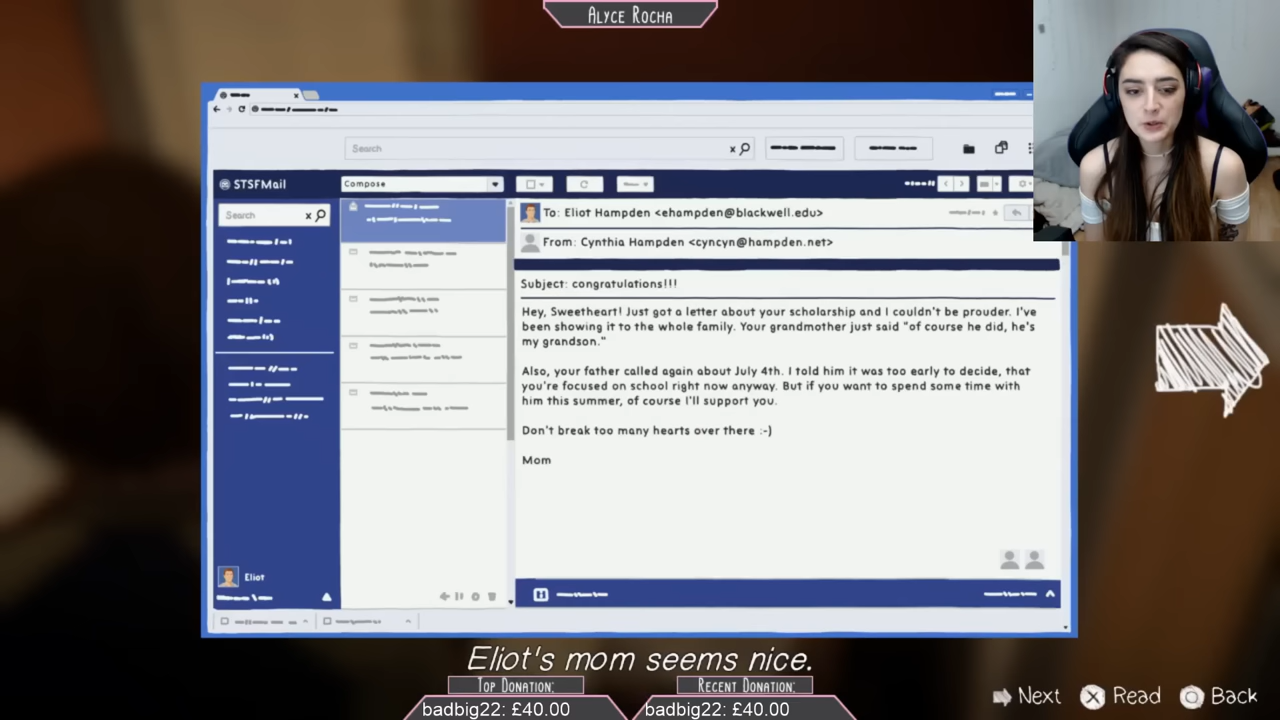 Alyce Rocha
Search x
STSFMail
Compose
Search x
To: Eliot Hampden <ehampden@blackwell.edu>
From: Cynthia Hampden <cyncyn@hampden.net>
Subject: congratulations!!!
Hey, Sweetheart! Just got a letter about your scholarship and I couldn't be prouder. I've
been showing it to the whole family. Your grandmother just said "of course he did, he's
my grandson."
Also, your father called again about July 4th. I told him it was too early to decide, that
you're focused on school right now anyway. But if you want to spend some time with
him this summer, of course I'll support you.
Don't break too many hearts over there :-)
Mom
Eliot
Eliot's mom seems nice.
Top Donation:
Recent Donation:
badbig22: £40.00
badbig22: £40.00
Next
Read
Back